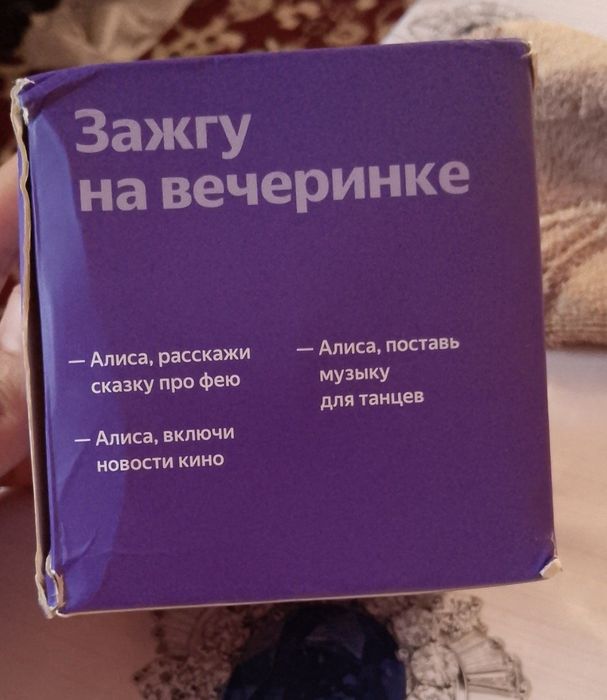 Зажгу
на вечеринке
— Алиса, расскажи
сказку про фею
— Алиса, включи
новости кино
— Алиса, поставь
музыку
для танцев